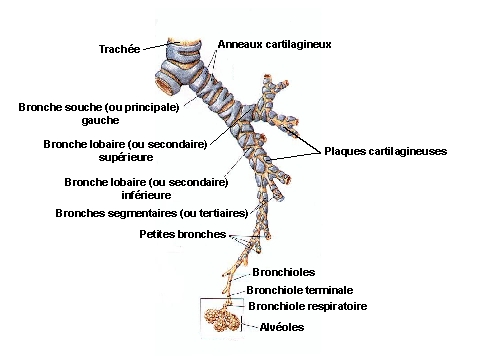 Trachée
Anneaux cartilagineux
Bronche souche (ou principale)
gauche
Bronche lobaire (ou secondaire)
supérieure
Plaques cartilagineuses
Bronche lobaire (ou secondaire)
inférieure
Bronches segmentaires (ou tertiaires)
Petites bronches
Bronchioles
Bronchiole terminale
Bronchiole respiratoire
Alvéoles